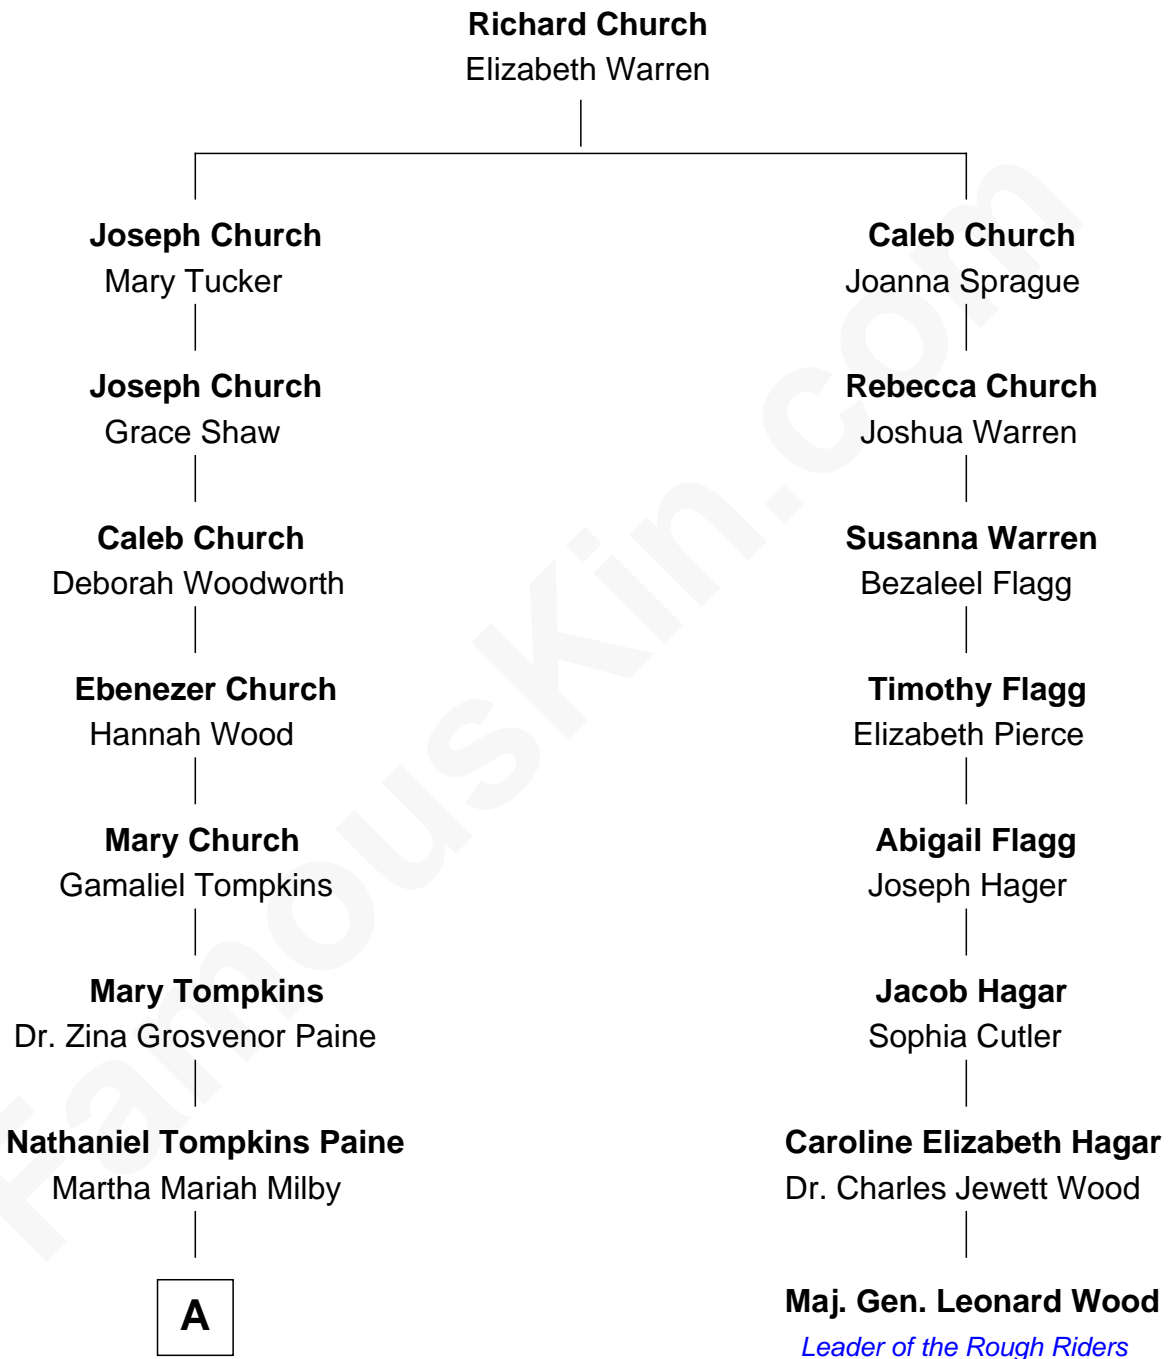 Richard Church
Elizabeth Warren
Joseph Church
Mary Tucker
Caleb Church
Joanna Sprague
Joseph Church
Grace Shaw
Rebecca Church
Joshua Warren
Caleb Church
Deborah Woodworth
Susanna Warren
Bezaleel Flagg
Ebenezer Church
Hannah Wood
Timothy Flagg
Elizabeth Pierce
Mary Church
Gamaliel Tompkins
Abigail Flagg
Joseph Hager
Mary Tompkins
Dr. Zina Grosvenor Paine
Jacob Hagar
Sophia Cutler
Nathaniel Tompkins Paine
Martha Mariah Milby
Caroline Elizabeth Hagar
Dr. Charles Jewett Wood
A
Maj. Gen. Leonard Wood
Leader of the Rough Riders
FamousKin.com